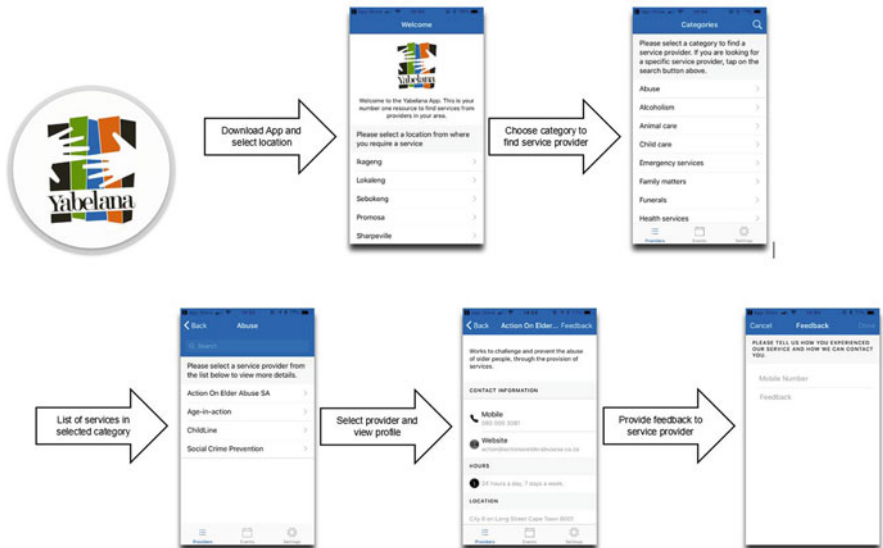 Yabelana
Download App and
select location
Welcome
Welcome to the Yabelana App. This is your
number one resource to find services from
providers in your area.
Please select a location from where
you require a service
Ikageng
Lokaleng
Sebokeng
Promosa
Sharpeville
Choose category to
find service provider
Categories
Please select a category to find a
service provider. If you are looking for
a specific service provider, tap on the
search button above.
Abuse
Alcoholism
Animal care
Child care
Emergency services
Family matters
Funerals
Health services
Providers Events Settings
List of services in
selected category
Back Abuse
Search
Please select a service provider from
the list below to view more details.
Action On Elder Abuse SA
Age-in-action
ChildLine
Social Crime Prevention
Providers Events Settings
Select provider and
view profile
Back Action On Elder... Feedback
Works to challenge and prevent the abuse
of older people, through the provision of
services.
CONTACT INFORMATION
Mobile
Website
HOURS
24 hours a day, 7 days a week.
LOCATION
City 8 on Long Street Cape Town 8001
Providers Events Settings
Provide feedback to
service provider
Cancel Feedback Done
PLEASE TELL US HOW YOU EXPERIENCED
OUR SERVICE AND HOW WE CAN CONTACT
YOU.
Mobile Number
Feedback